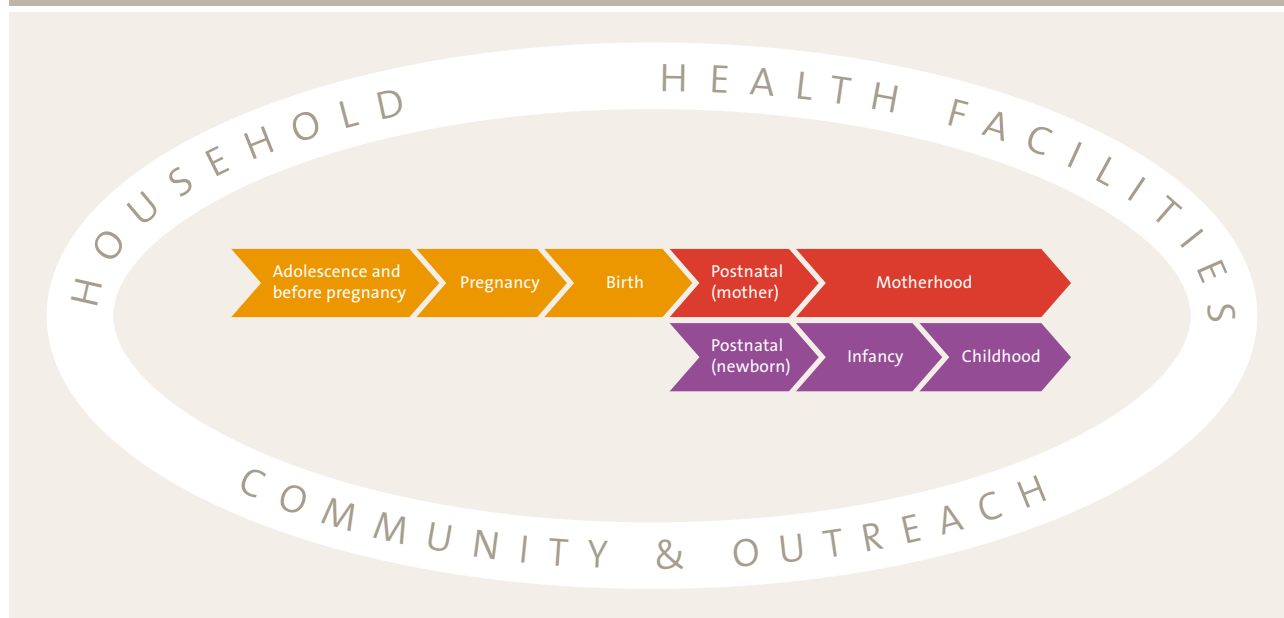 HOUSEHOLD
HEALTH FACILITIES
Adolescence and
before pregnancy
Pregnancy
Birth
Postnatal
(mother)
Motherhood
Postnatal
(newborn)
Infancy
Childhood
COMMUNITY & OUTREACH